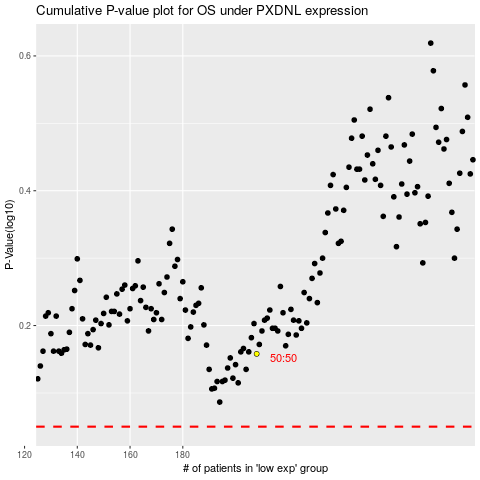 Cumulative P-value plot for OS under PXDNL expression
P-Value(log10)
0.6
0.4
0.2
50:50
120 140 160 180
# of patients in 'low exp' group